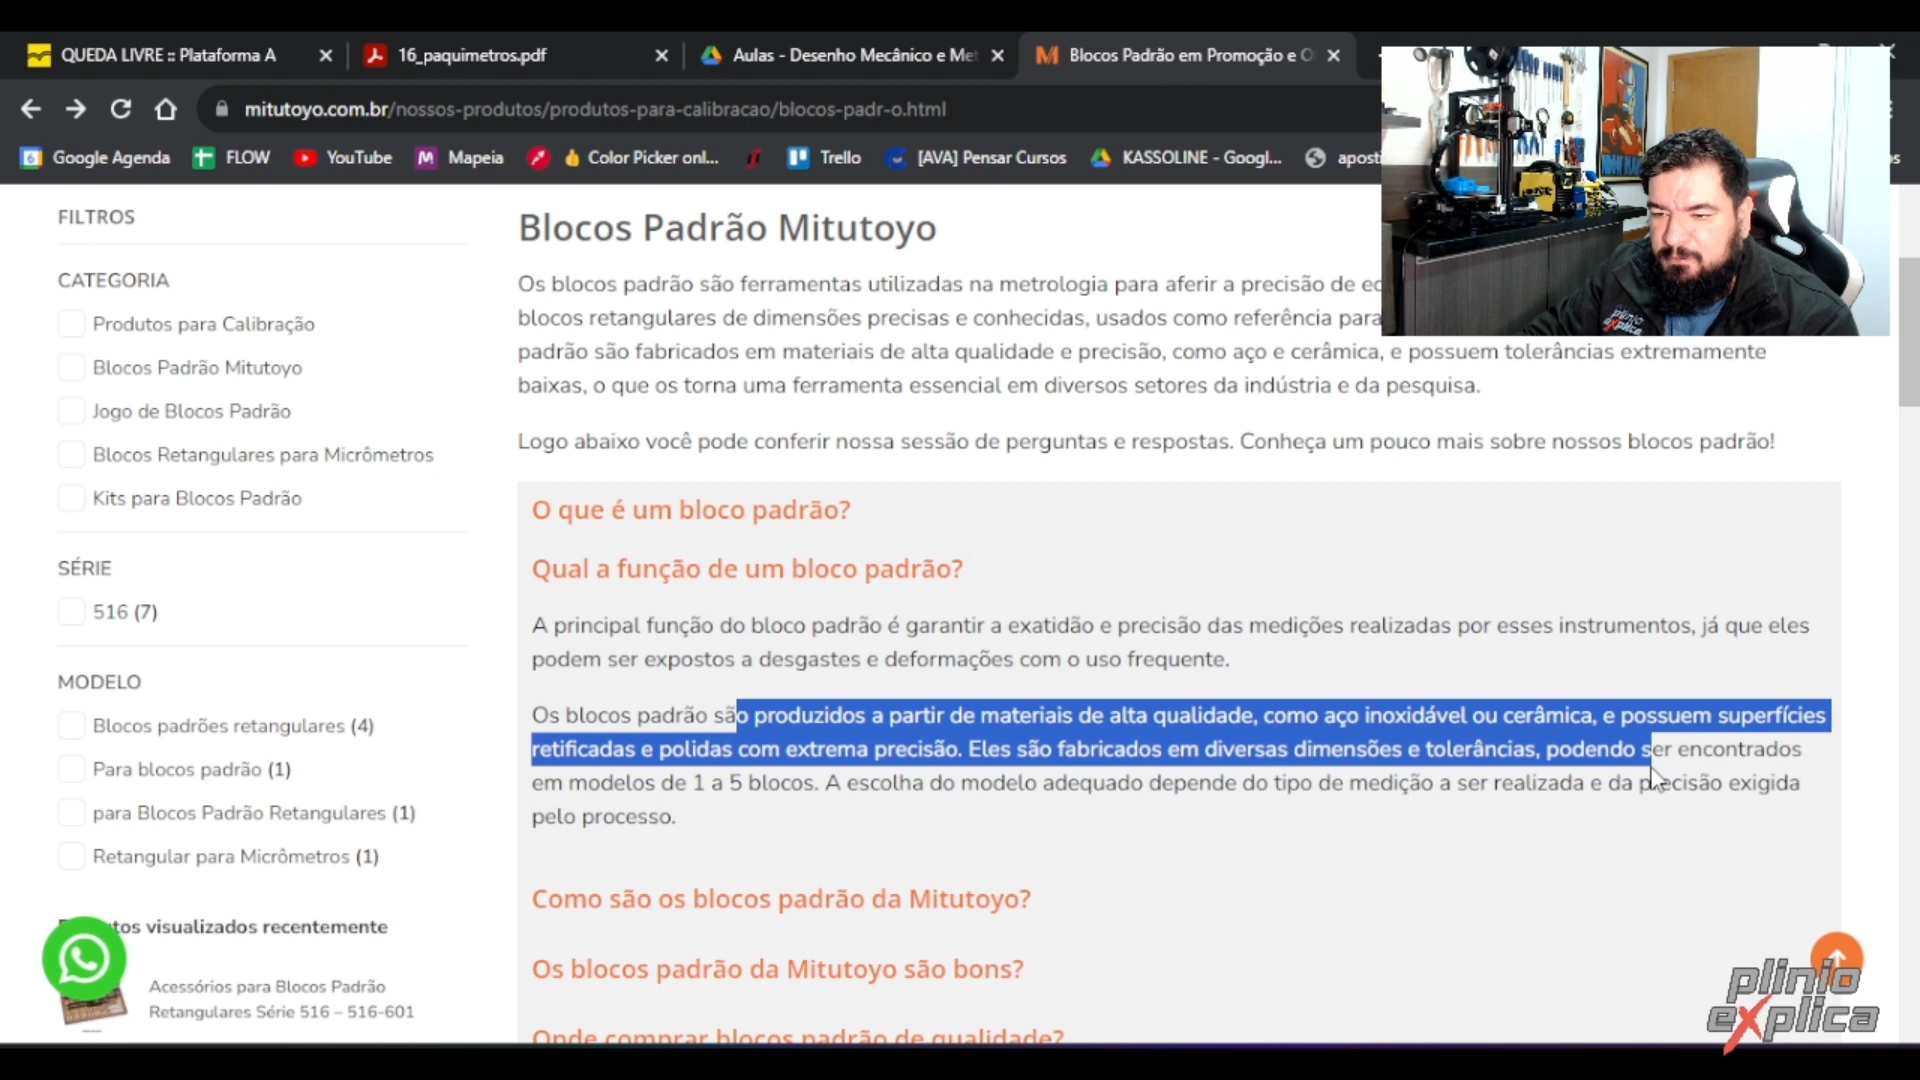 QUEDA LIVRE :: Plataforma A
16_paquimetros.pdf
Aulas - Desenho Mecânico e Met
Blocos Padrão em Promoção e O
mitutoyo.com.br/nossos-produtos/produtos-para-calibracao/blocos-padr-o.html
Google Agenda
FLOW
YouTube
Mapeia
Color Picker onl...
Trello
[AVA] Pensar Cursos
KASSOLINE - Googl...
aposti
FILTROS
CATEGORIA
Produtos para Calibração
Blocos Padrão Mitutoyo
Jogo de Blocos Padrão
Blocos Retangulares para Micrômetros
Kits para Blocos Padrão
SÉRIE
516 (7)
MODELO
Blocos padrões retangulares (4)
Para blocos padrão (1)
para Blocos Padrão Retangulares (1)
Retangular para Micrômetros (1)
tos visualizados recentemente
Acessórios para Blocos Padrão
Retangulares Série 516 – 516-601
Blocos Padrão Mitutoyo
Os blocos padrão são ferramentas utilizadas na metrologia para aferir a precisão de
blocos retangulares de dimensões precisas e conhecidas, usados como referência para
padrão são fabricados em materiais de alta qualidade e precisão, como aço e cerâmica, e possuem tolerâncias extremamente
baixas, o que os torna uma ferramenta essencial em diversos setores da indústria e da pesquisa.
Logo abaixo você pode conferir nossa sessão de perguntas e respostas. Conheça um pouco mais sobre nossos blocos padrão!
O que é um bloco padrão?
Qual a função de um bloco padrão?
A principal função do bloco padrão é garantir a exatidão e precisão das medições realizadas por esses instrumentos, já que eles
podem ser expostos a desgastes e deformações com o uso frequente.
Os blocos padrão são produzidos a partir de materiais de alta qualidade, como aço inoxidável ou cerâmica, e possuem superfícies
retificadas e polidas com extrema precisão. Eles são fabricados em diversas dimensões e tolerâncias, podendo ser encontrados
em modelos de 1 a 5 blocos. A escolha do modelo adequado depende do tipo de medição a ser realizada e da precisão exigida
pelo processo.
Como são os blocos padrão da Mitutoyo?
Os blocos padrão da Mitutoyo são bons?
Onde comprar blocos padrão de qualidade?
plinio
explica
plinio
explica